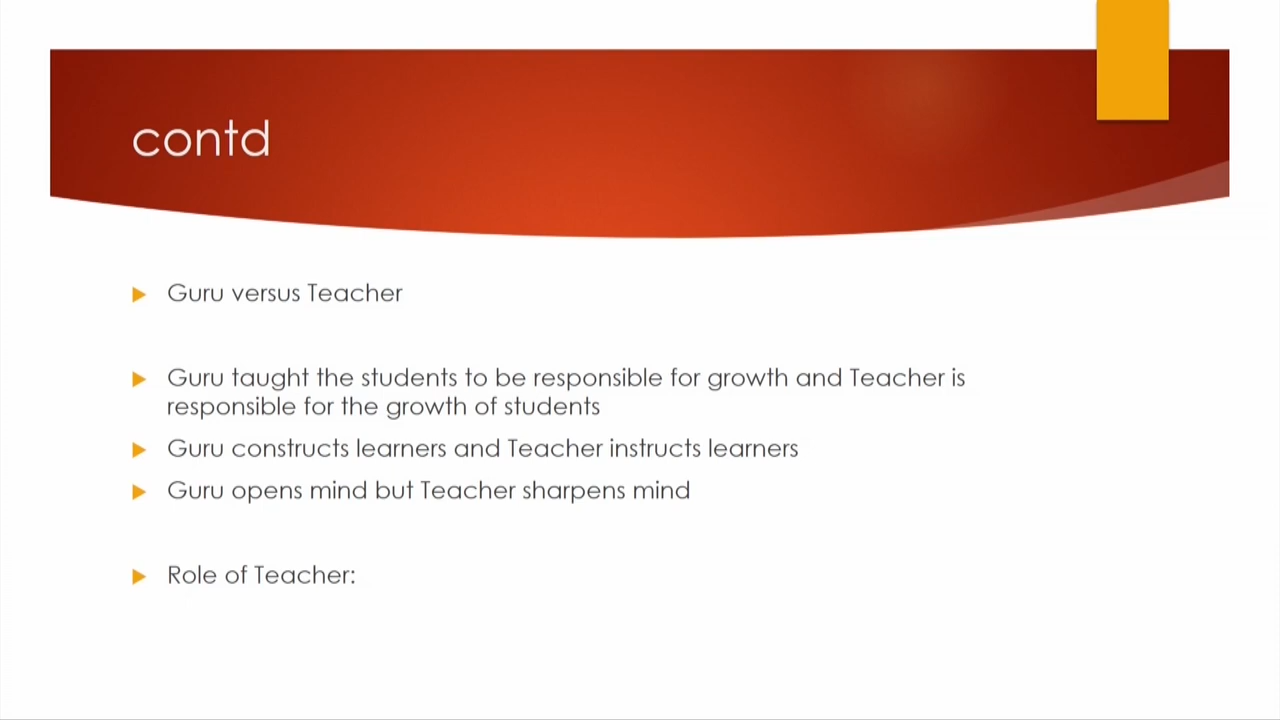 contd
Guru versus Teacher
Guru taught the students to be responsible for growth and Teacher is
responsible for the growth of students
Guru constructs learners and Teacher instructs learners
Guru opens mind but Teacher sharpens mind
Role of Teacher: